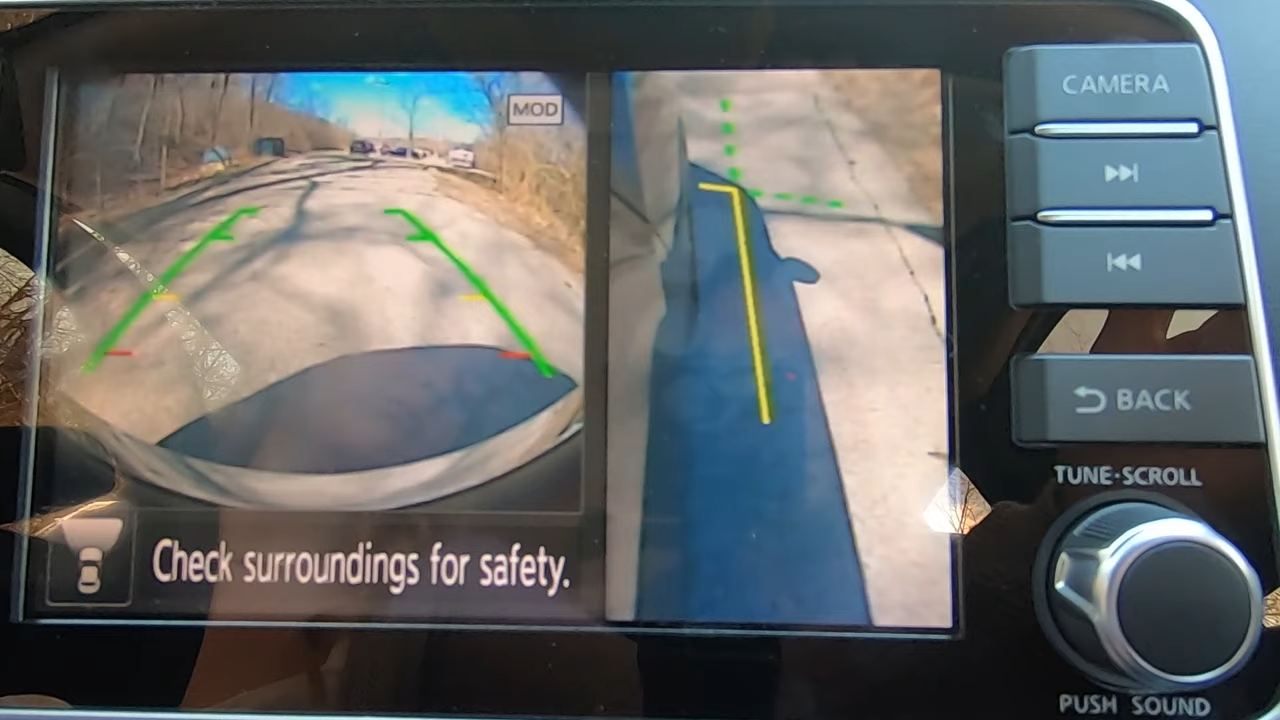 MOD
Check surroundings for safety.
CAMERA
BACK
TUNE·SCROLL
PUSH SOUND